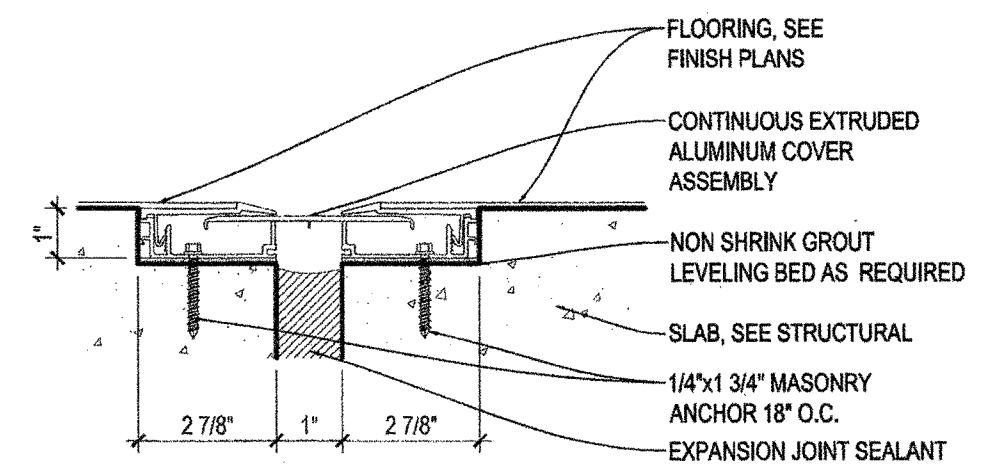 FLOORING, SEE
FINISH PLANS
CONTINUOUS EXTRUDED
ALUMINUM COVER
ASSEMBLY
1"
NON SHRINK GROUT
LEVELING BED AS REQUIRED
SLAB, SEE STRUCTURAL
1/4"x1 3/4" MASONRY
ANCHOR 18" O.C.
2 7/8" 1" 2 7/8"
EXPANSION JOINT SEALANT